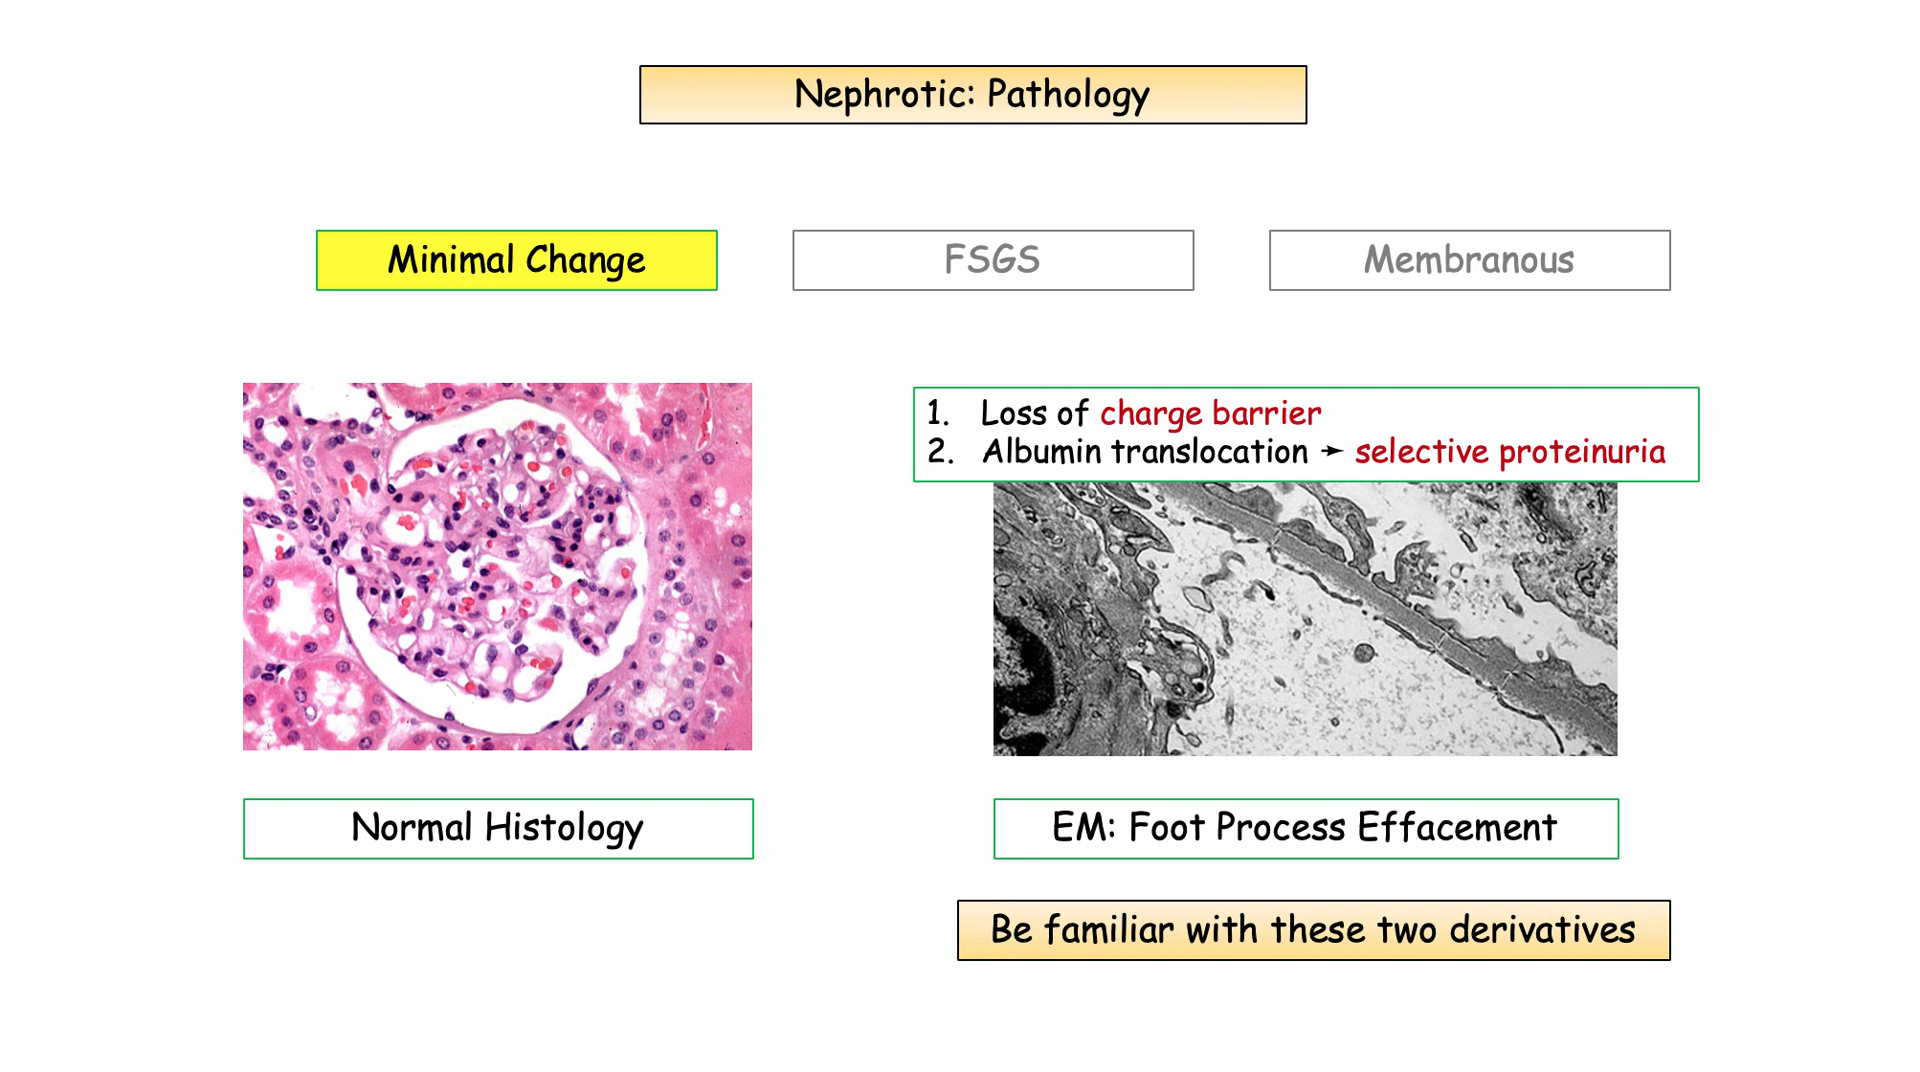 Nephrotic: Pathology
Minimal Change
FSGS
Membranous
1. Loss of charge barrier
2. Albumin translocation ➛ selective proteinuria
Normal Histology
EM: Foot Process Effacement
Be familiar with these two derivatives